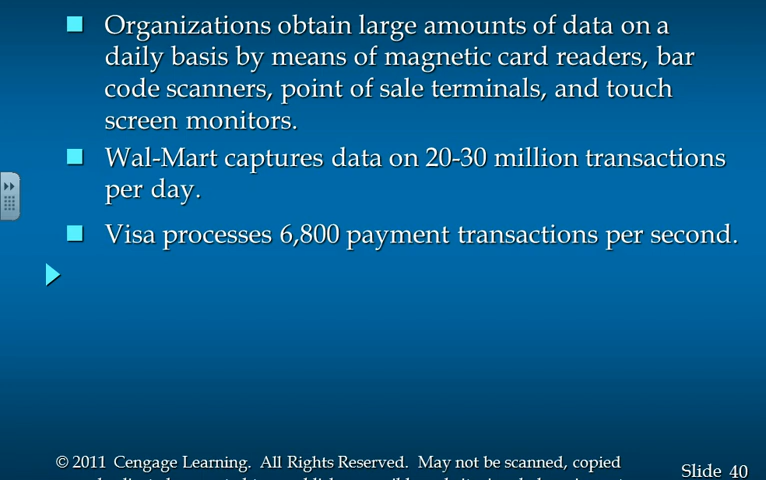 Organizations obtain large amounts of data on a
daily basis by means of magnetic card readers, bar
code scanners, point of sale terminals, and touch
screen monitors.
Wal-Mart captures data on 20-30 million transactions
per day.
Visa processes 6,800 payment transactions per second.
© 2011 Cengage Learning. All Rights Reserved. May not be scanned, copied
Slide 40